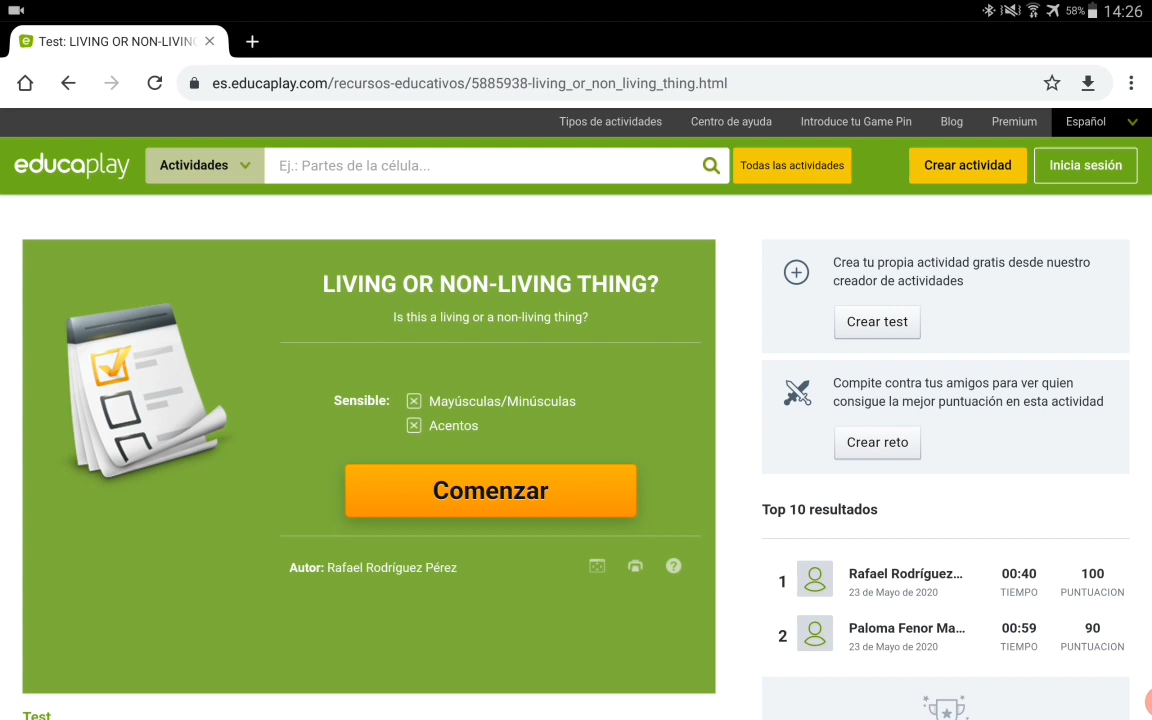 58% 14:26
e Test: LIVING OR NON-LIVING
es.educaplay.com/recursos-educativos/5885938-living_or_non_living_thing.html
Tipos de actividades Centro de ayuda Introduce tu Game Pin Blog Premium Español
educaplay Actividades Ej.: Partes de la célula... Todas las actividades Crear actividad Inicia sesión
LIVING OR NON-LIVING THING?
Is this a living or a non-living thing?
Sensible: Mayúsculas/Minúsculas
Acentos
Comenzar
Autor: Rafael Rodríguez Pérez ?
Test
Crea tu propia actividad gratis desde nuestro
creador de actividades
Crear test
Compite contra tus amigos para ver quien
consigue la mejor puntuación en esta actividad
Crear reto
Top 10 resultados
1 Rafael Rodríguez... 00:40 100
23 de Mayo de 2020 TIEMPO PUNTUACION
2 Paloma Fenor Ma... 00:59 90
23 de Mayo de 2020 TIEMPO PUNTUACION